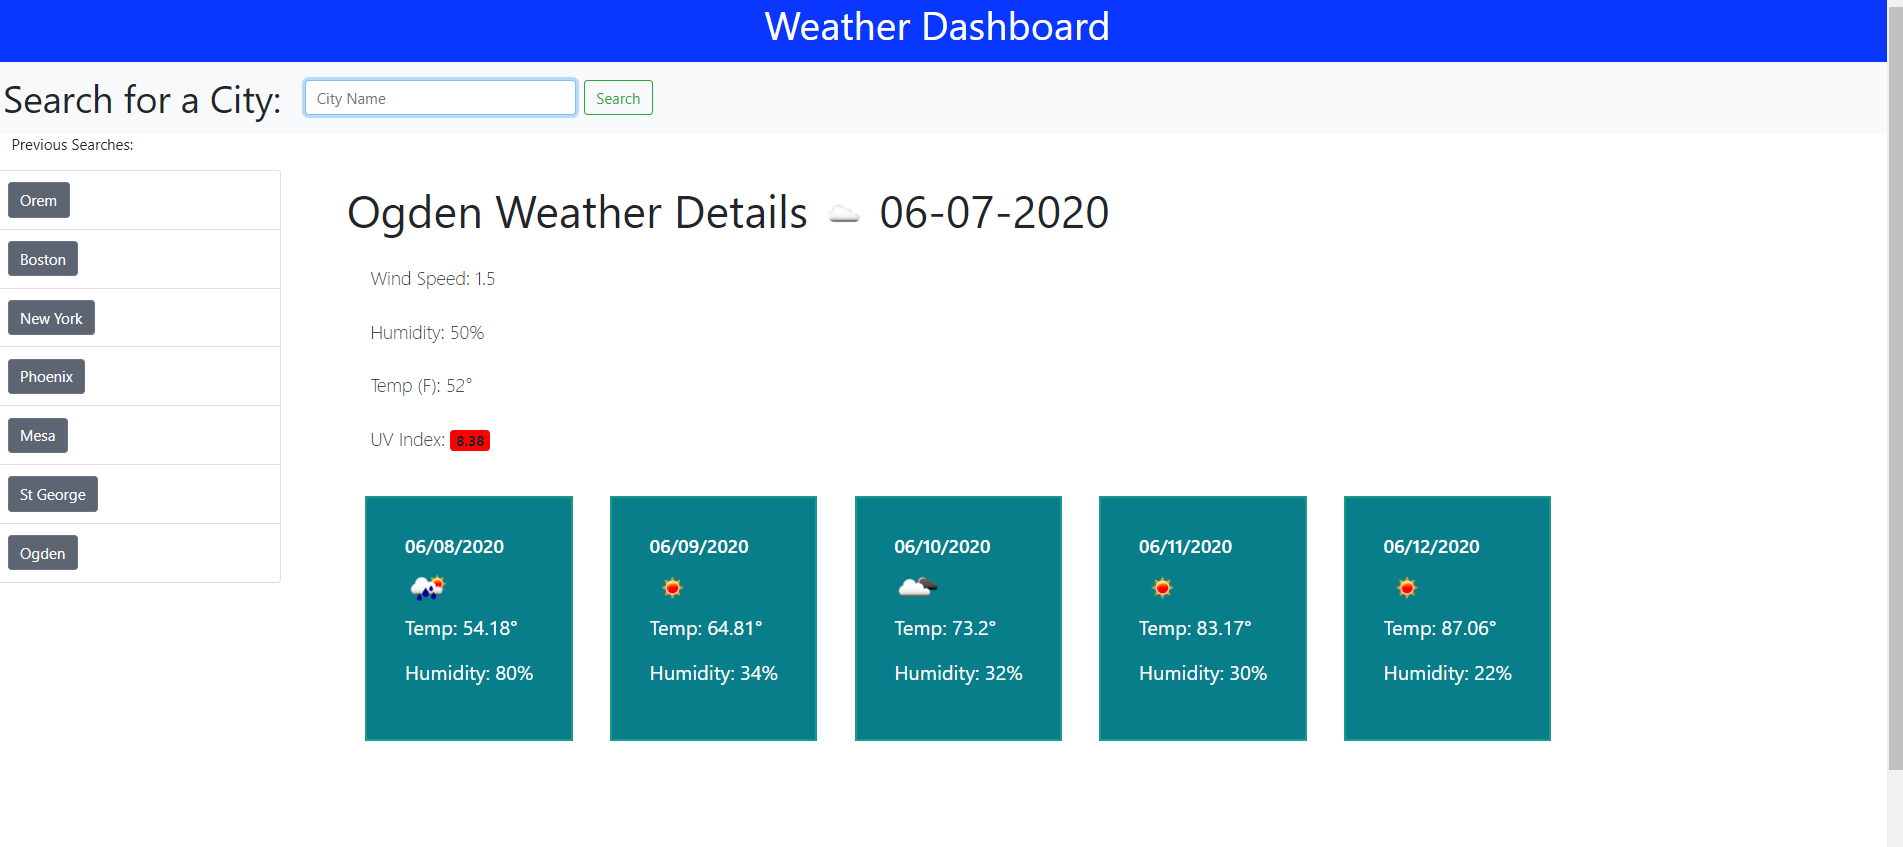 Weather Dashboard
Search for a City:
City Name
Search
Previous Searches:
Orem
Boston
New York
Phoenix
Mesa
St George
Ogden
Ogden Weather Details 06-07-2020
Wind Speed: 1.5
Humidity: 50%
Temp (F): 52°
UV Index: 8.38
06/08/2020
Temp: 54.18°
Humidity: 80%
06/09/2020
Temp: 64.81°
Humidity: 34%
06/10/2020
Temp: 73.2°
Humidity: 32%
06/11/2020
Temp: 83.17°
Humidity: 30%
06/12/2020
Temp: 87.06°
Humidity: 22%